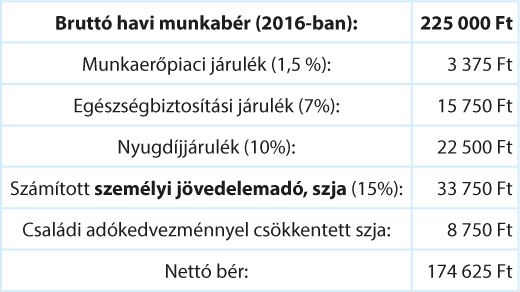 Bruttó havi munkabér (2016-ban): 225 000 Ft
Munkaerőpiaci járulék (1,5 %): 3 375 Ft
Egészségbiztosítási járulék (7%): 15 750 Ft
Nyugdíjjárulék (10%): 22 500 Ft
Számított személyi jövedelemadó, szja (15%): 33 750 Ft
Családi adókedvezménnyel csökkentett szja: 8 750 Ft
Nettó bér: 174 625 Ft